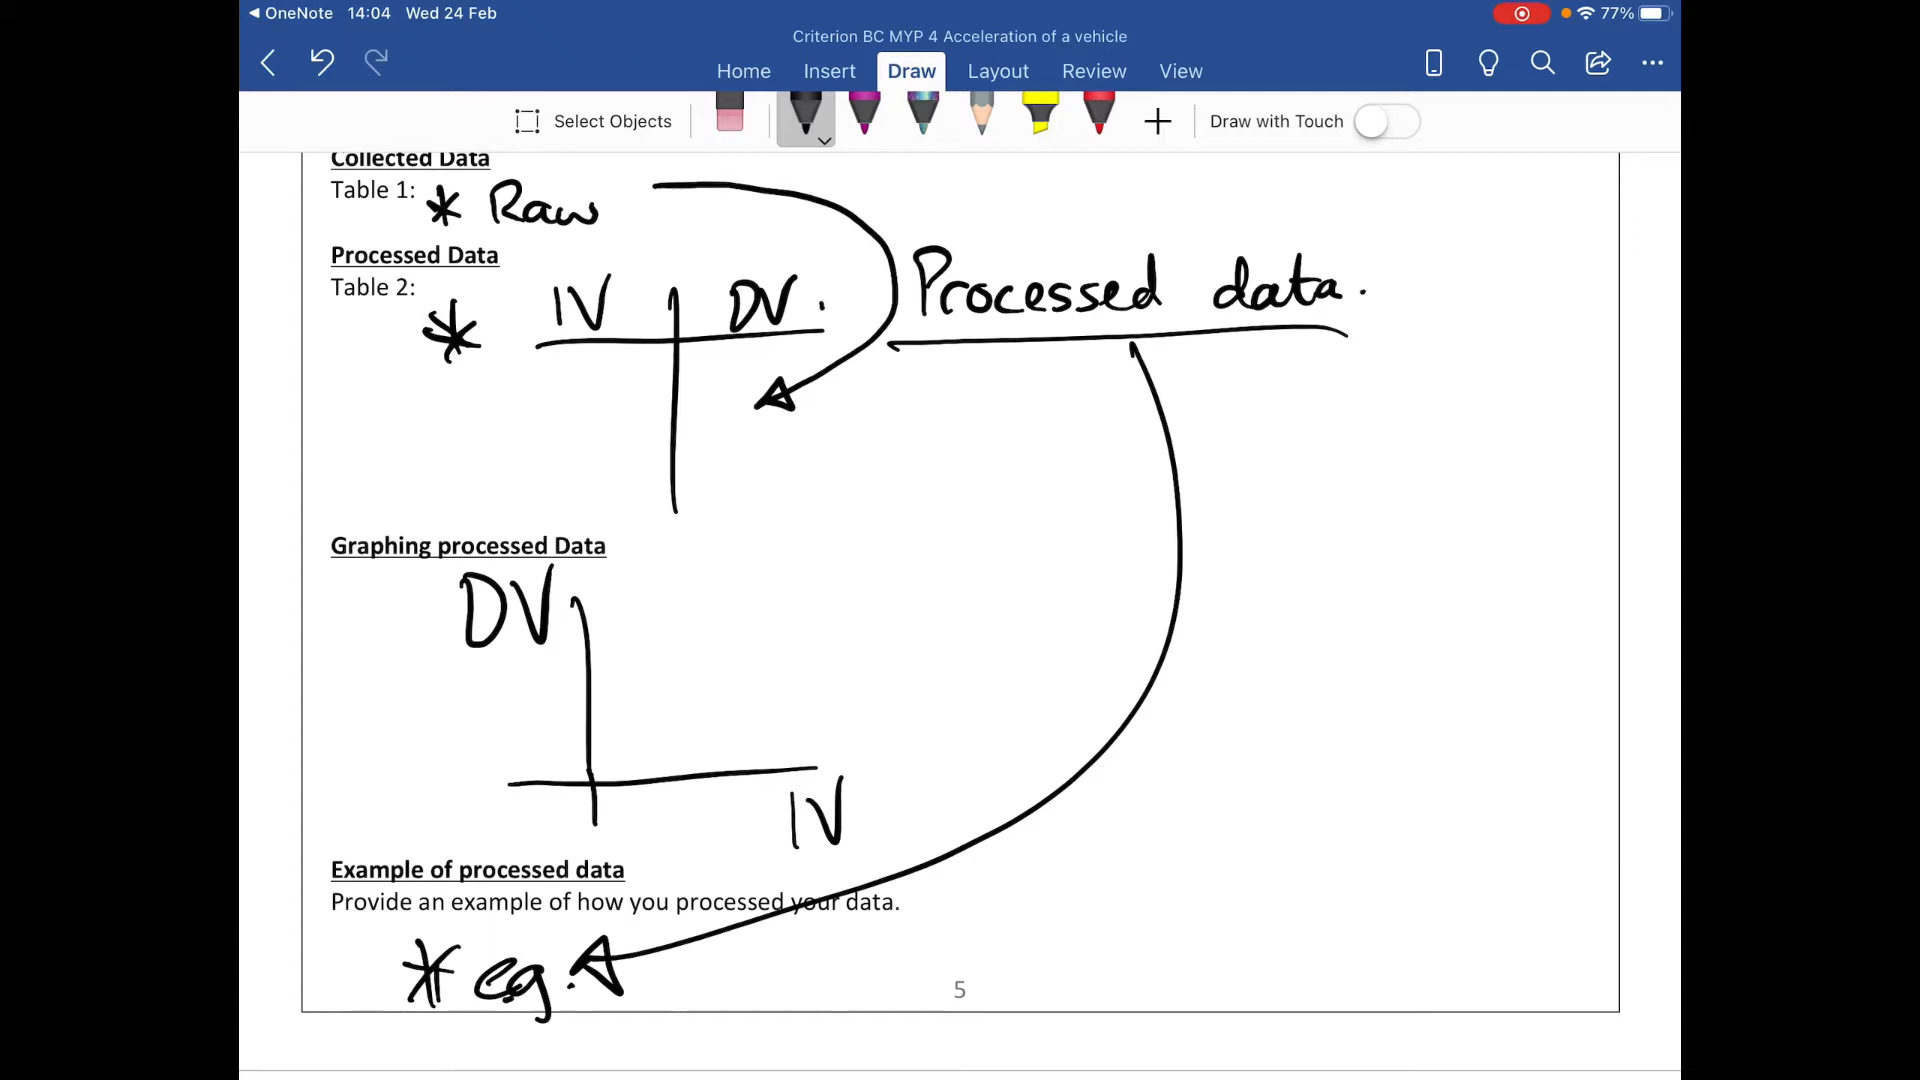 OneNote 14:04 Wed 24 Feb 77%
Criterion BC MYP 4 Acceleration of a vehicle
Home Insert Draw Layout Review View
Select Objects Draw with Touch
Collected Data
Table 1: * Raw
Processed Data
Table 2:
* IV DV. Processed data.
Graphing processed Data
DV
IV
Example of processed data
Provide an example of how you processed your data.
* eg.
5